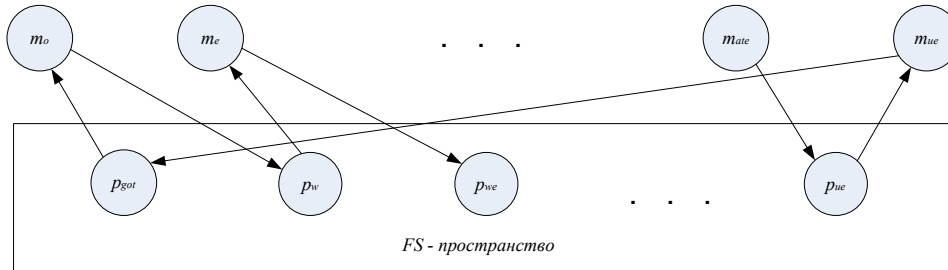 mo me . . . mate mue
pgot pw pwe . . . pue
FS - пространство